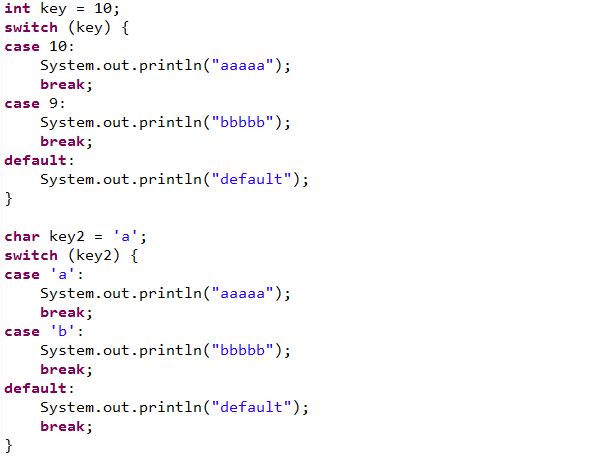 int key = 10;
switch (key) {
case 10:
    System.out.println("aaaaa");
    break;
case 9:
    System.out.println("bbbbb");
    break;
default:
    System.out.println("default");
}

char key2 = 'a';
switch (key2) {
case 'a':
    System.out.println("aaaaa");
    break;
case 'b':
    System.out.println("bbbbb");
    break;
default:
    System.out.println("default");
    break;
}